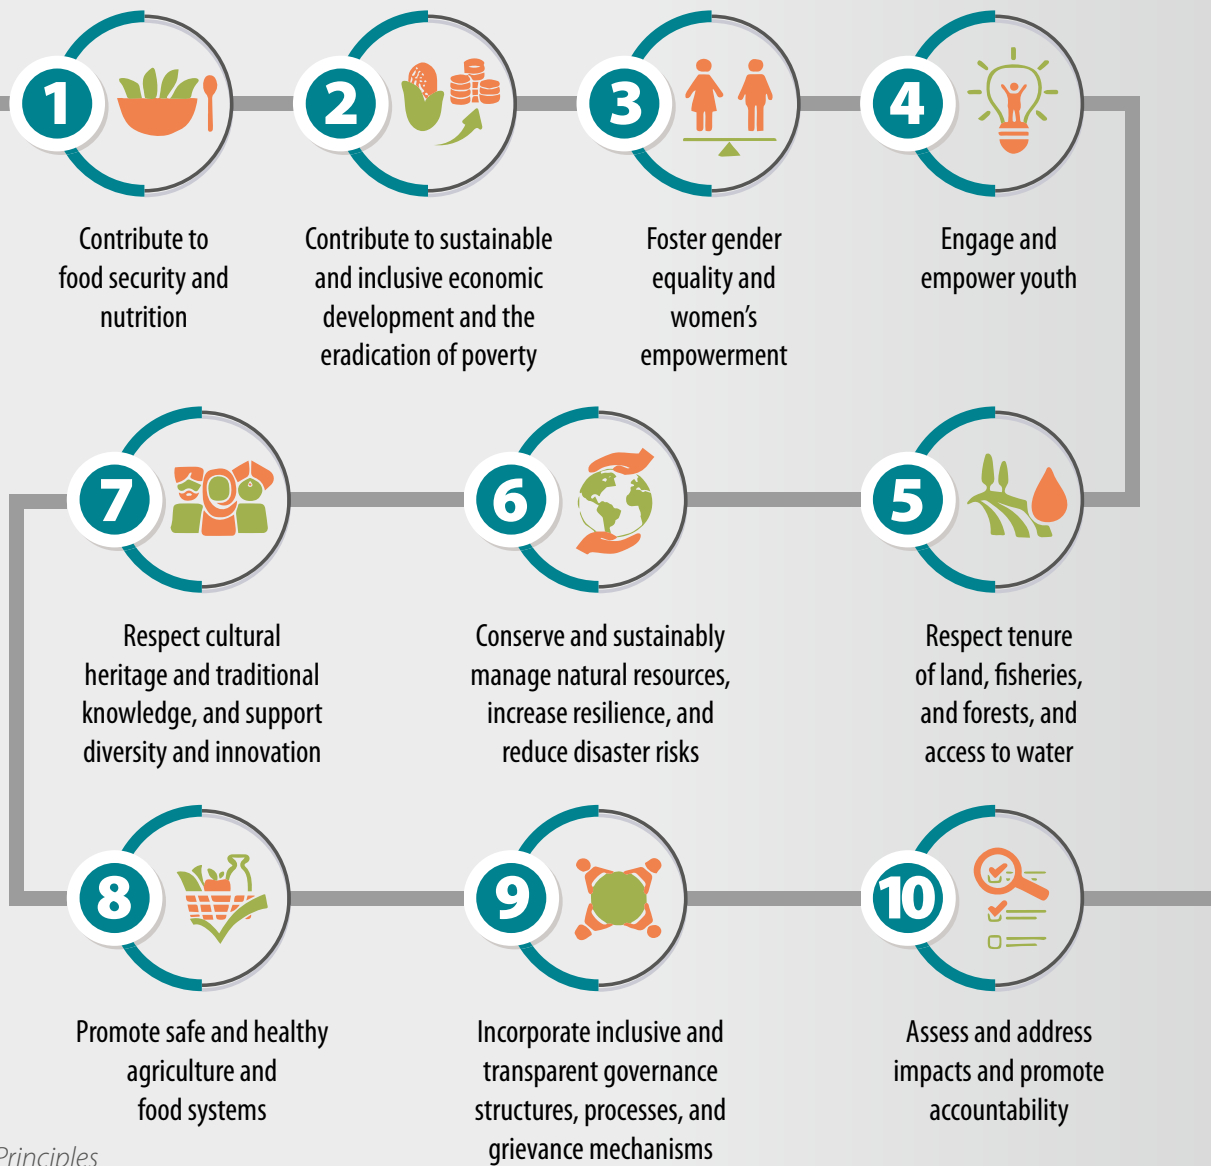 1
Contribute to
food security and
nutrition
2
Contribute to sustainable
and inclusive economic
development and the
eradication of poverty
3
Foster gender
equality and
women's
empowerment
4
Engage and
empower youth
5
Respect tenure
of land, fisheries,
and forests, and
access to water
6
Conserve and sustainably
manage natural resources,
increase resilience, and
reduce disaster risks
7
Respect cultural
heritage and traditional
knowledge, and support
diversity and innovation
8
Promote safe and healthy
agriculture and
food systems
9
Incorporate inclusive and
transparent governance
structures, processes, and
grievance mechanisms
10
Assess and address
impacts and promote
accountability
Principles